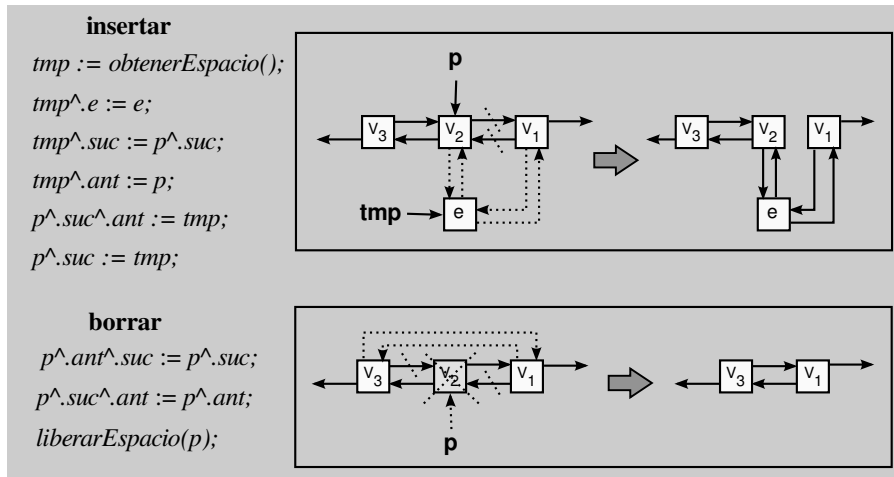 insertar
tmp := obtenerEspacio();
tmp^.e := e;
tmp^.suc := p^.suc;
tmp^.ant := p;
p^.suc^.ant := tmp;
p^.suc := tmp;
p
v3 v2 v1
tmp e
v3 v2 v1
e
borrar
p^.ant^.suc := p^.suc;
p^.suc^.ant := p^.ant;
liberarEspacio(p);
v3 v2 v1
p
v3 v1